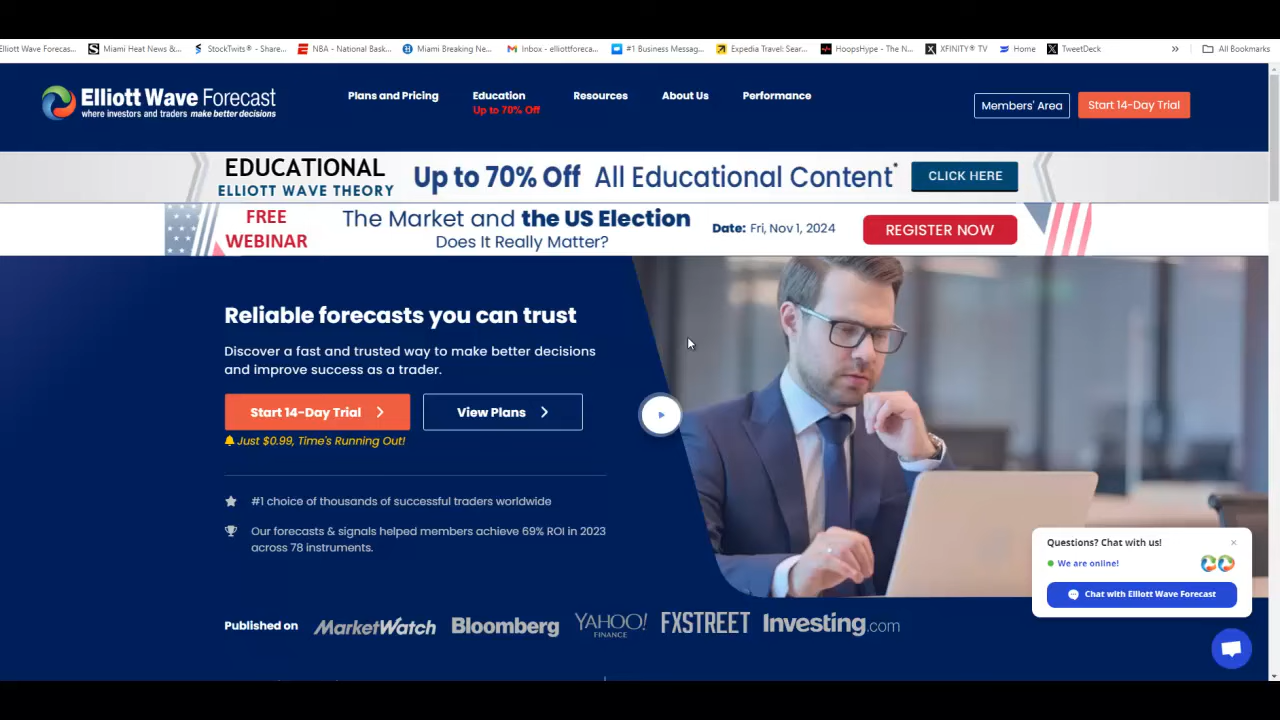 Elliott Wave Forecas...
Miami Heat News &...
StockTwits® - Share...
NBA - National Bask...
Miami Breaking Ne...
Inbox - elliottforeca...
#1 Business Messag...
Expedia Travel: Sear...
HoopsHype - The N...
XFINITY® TV
Home
TweetDeck
»
All Bookmarks
Elliott Wave Forecast
where investors and traders make better decisions
Plans and Pricing
Education
Up to 70% Off
Resources
About Us
Performance
Members' Area
Start 14-Day Trial
EDUCATIONAL
ELLIOTT WAVE THEORY
Up to 70% Off All Educational Content*
CLICK HERE
FREE
WEBINAR
The Market and the US Election
Does It Really Matter?
Date: Fri, Nov 1, 2024
REGISTER NOW
Reliable forecasts you can trust
Discover a fast and trusted way to make better decisions
and improve success as a trader.
Start 14-Day Trial
View Plans
Just $0.99, Time's Running Out!
#1 choice of thousands of successful traders worldwide
Our forecasts & signals helped members achieve 69% ROI in 2023
across 78 instruments.
Questions? Chat with us!
We are online!
Chat with Elliott Wave Forecast
Published on
MarketWatch
Bloomberg
YAHOO!
FINANCE
FXSTREET
Investing.com